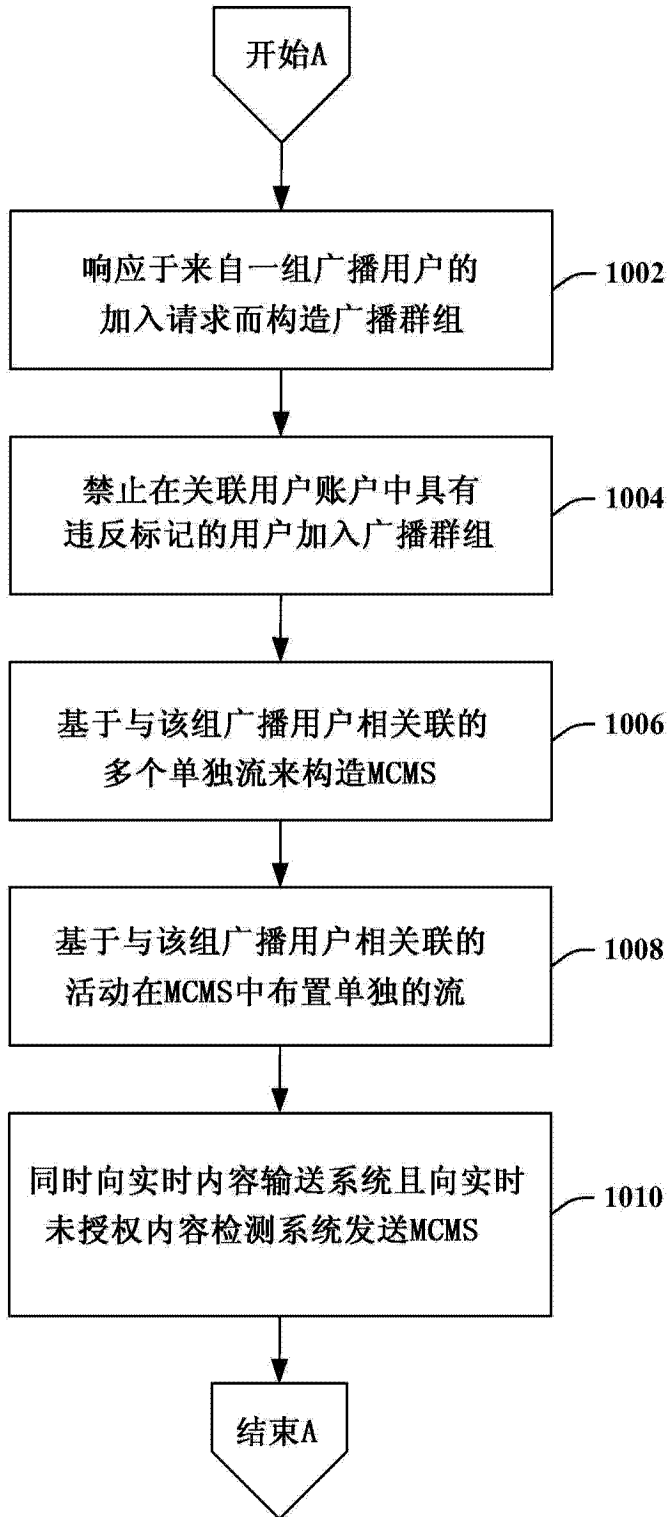 开始A
响应于来自一组广播用户的
加入请求而构造广播群组
1002
禁止在关联用户账户中具有
违反标记的用户加入广播群组
1004
基于与该组广播用户相关联的
多个单独流来构造MCMS
1006
基于与该组广播用户相关联的
活动在MCMS中布置单独的流
1008
同时向实时内容输送系统且向实时
未授权内容检测系统发送MCMS
1010
结束A